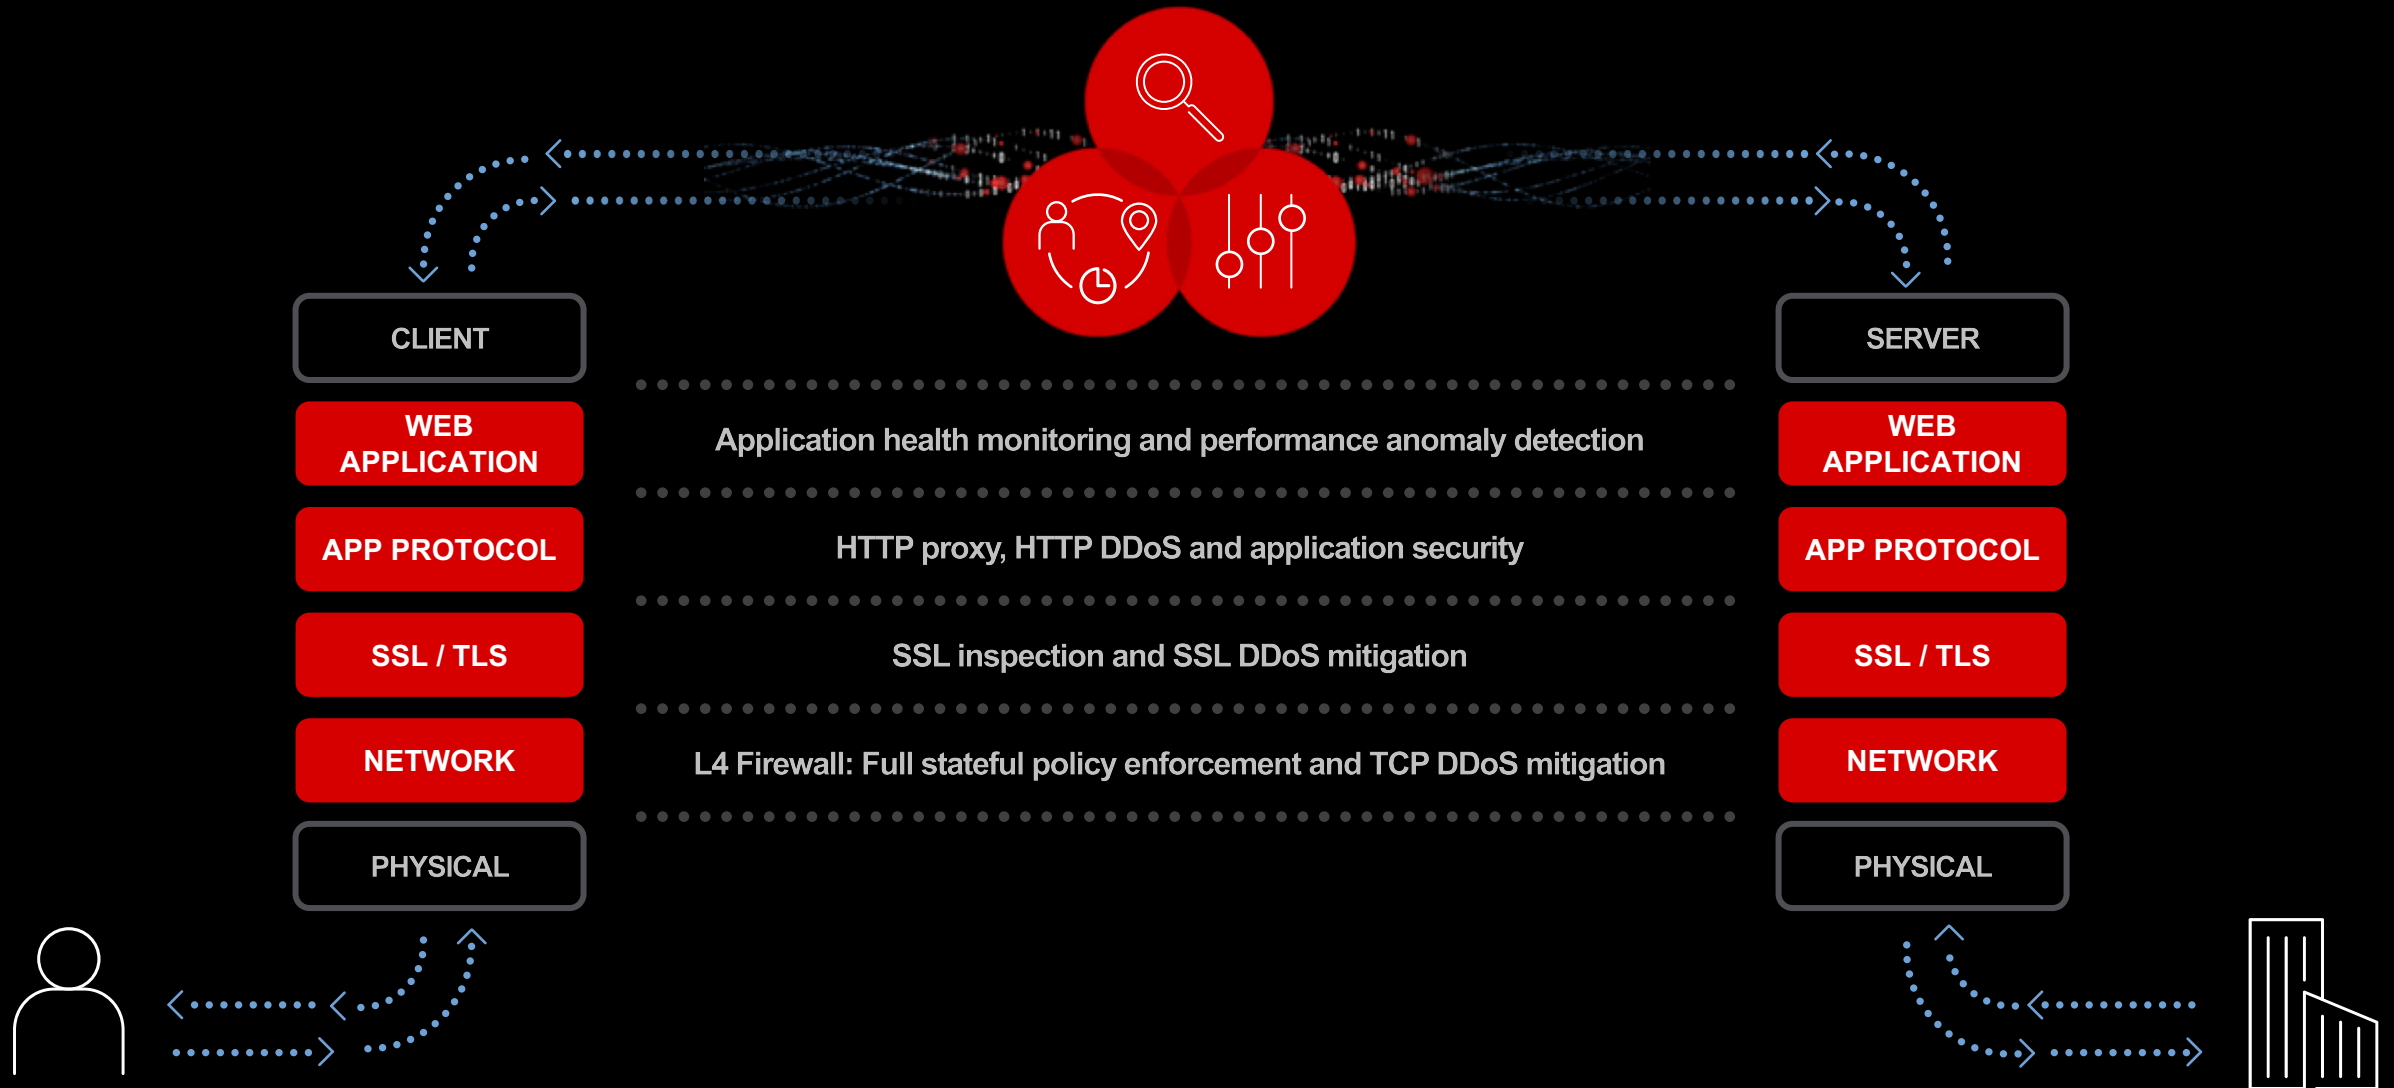 CLIENT
SERVER
WEB
APPLICATION
Application health monitoring and performance anomaly detection
WEB
APPLICATION
APP PROTOCOL
HTTP proxy, HTTP DDoS and application security
APP PROTOCOL
SSL / TLS
SSL inspection and SSL DDoS mitigation
SSL / TLS
NETWORK
L4 Firewall: Full stateful policy enforcement and TCP DDoS mitigation
NETWORK
PHYSICAL
PHYSICAL